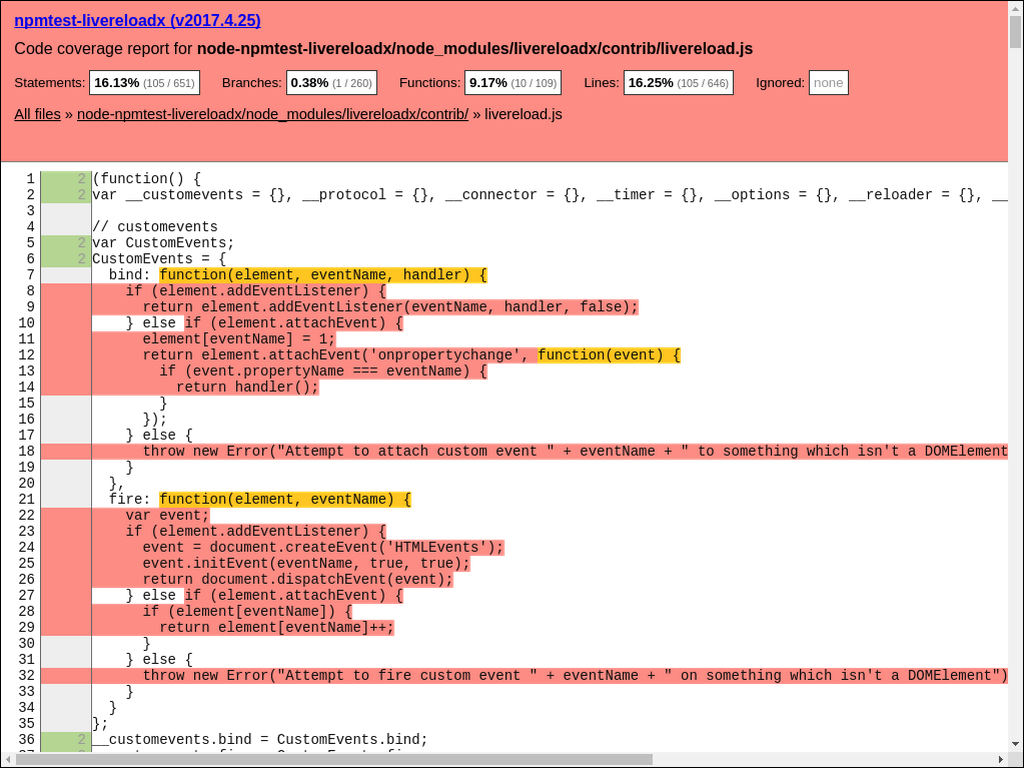 npmtest-livereloadx (v2017.4.25)
Code coverage report for node-npmtest-livereloadx/node_modules/livereloadx/contrib/livereload.js
Statements: 16.13% (105 / 651) Branches: 0.38% (1 / 260) Functions: 9.17% (10 / 109) Lines: 16.25% (105 / 646) Ignored: none
All files » node-npmtest-livereloadx/node_modules/livereloadx/contrib/ » livereload.js
1 2 (function() {
2 2 var __customevents = {}, __protocol = {}, __connector = {}, __timer = {}, __options = {}, __reloader = {}, __
3
4 // customevents
5 2 var CustomEvents;
6 2 CustomEvents = {
7   bind: function(element, eventName, handler) {
8     if (element.addEventListener) {
9       return element.addEventListener(eventName, handler, false);
10     } else if (element.attachEvent) {
11       element[eventName] = 1;
12       return element.attachEvent('onpropertychange', function(event) {
13         if (event.propertyName === eventName) {
14           return handler();
15         }
16       });
17     } else {
18       throw new Error("Attempt to attach custom event " + eventName + " to something which isn't a DOMElement
19     }
20   },
21   fire: function(element, eventName) {
22     var event;
23     if (element.addEventListener) {
24       event = document.createEvent('HTMLEvents');
25       event.initEvent(eventName, true, true);
26       return document.dispatchEvent(event);
27     } else if (element.attachEvent) {
28       if (element[eventName]) {
29         return element[eventName]++;
30       }
31     } else {
32       throw new Error("Attempt to fire custom event " + eventName + " on something which isn't a DOMElement")
33     }
34   }
35 };
36 2 __customevents.bind = CustomEvents.bind;